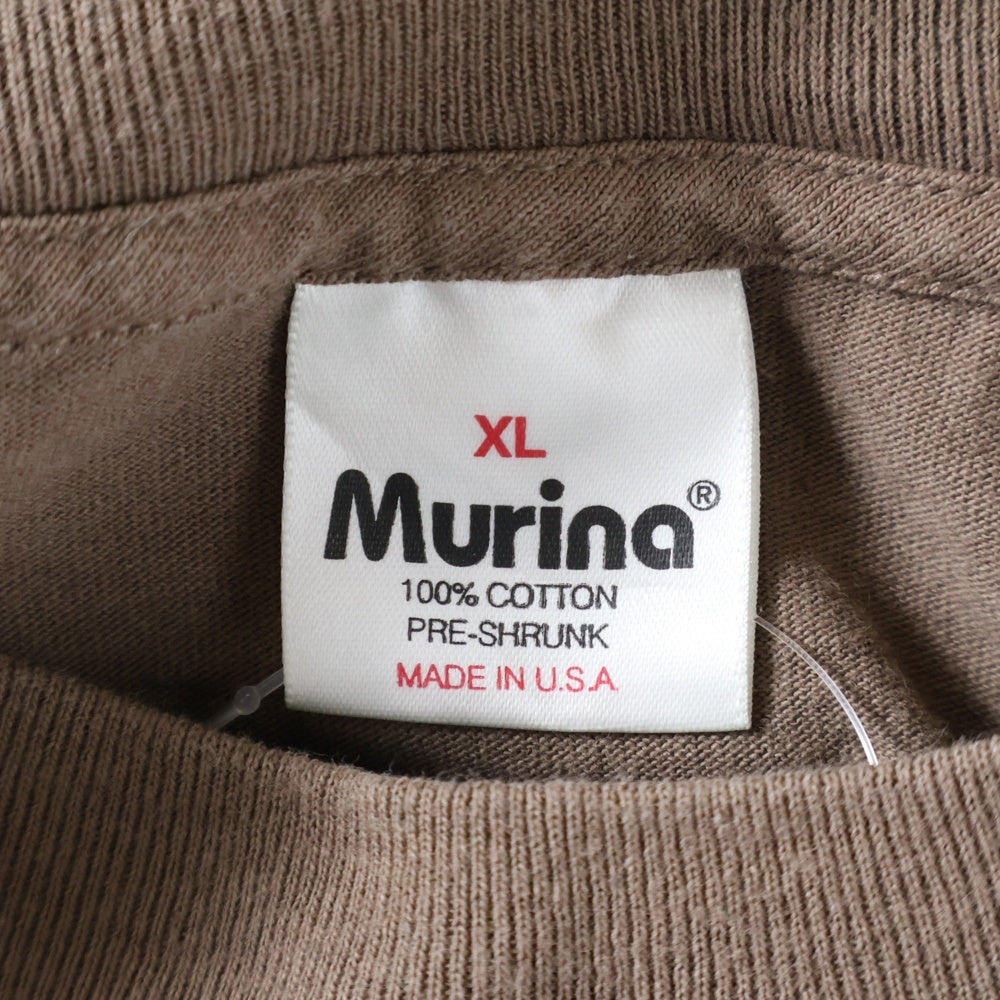 XL
Murina®
100% COTTON
PRE-SHRUNK
MADE IN U.S.A